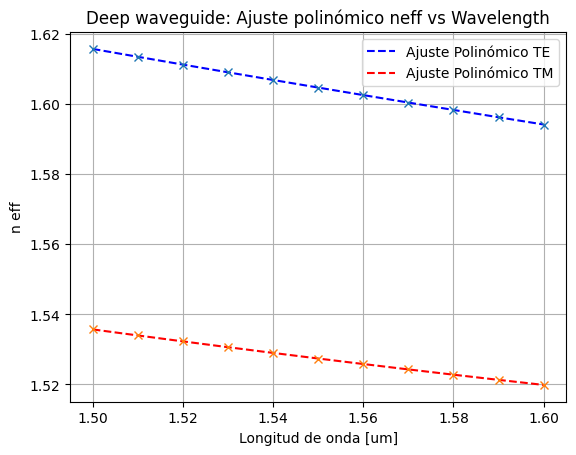 Deep waveguide: Ajuste polinómico neff vs Wavelength
1.62
1.60
1.58
1.56
1.54
1.52
n eff
Ajuste Polinómico TE
Ajuste Polinómico TM
1.50 1.52 1.54 1.56 1.58 1.60
Longitud de onda [um]